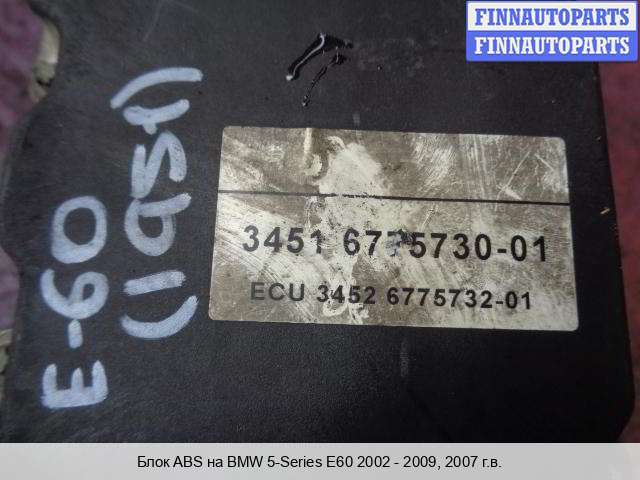 FINNAUTOPARTS
FINNAUTOPARTS
E-60
(1951)
3451 6775730-01
ECU 3452 6775732-01
Блок ABS на BMW 5-Series E60 2002 - 2009, 2007 г.в.